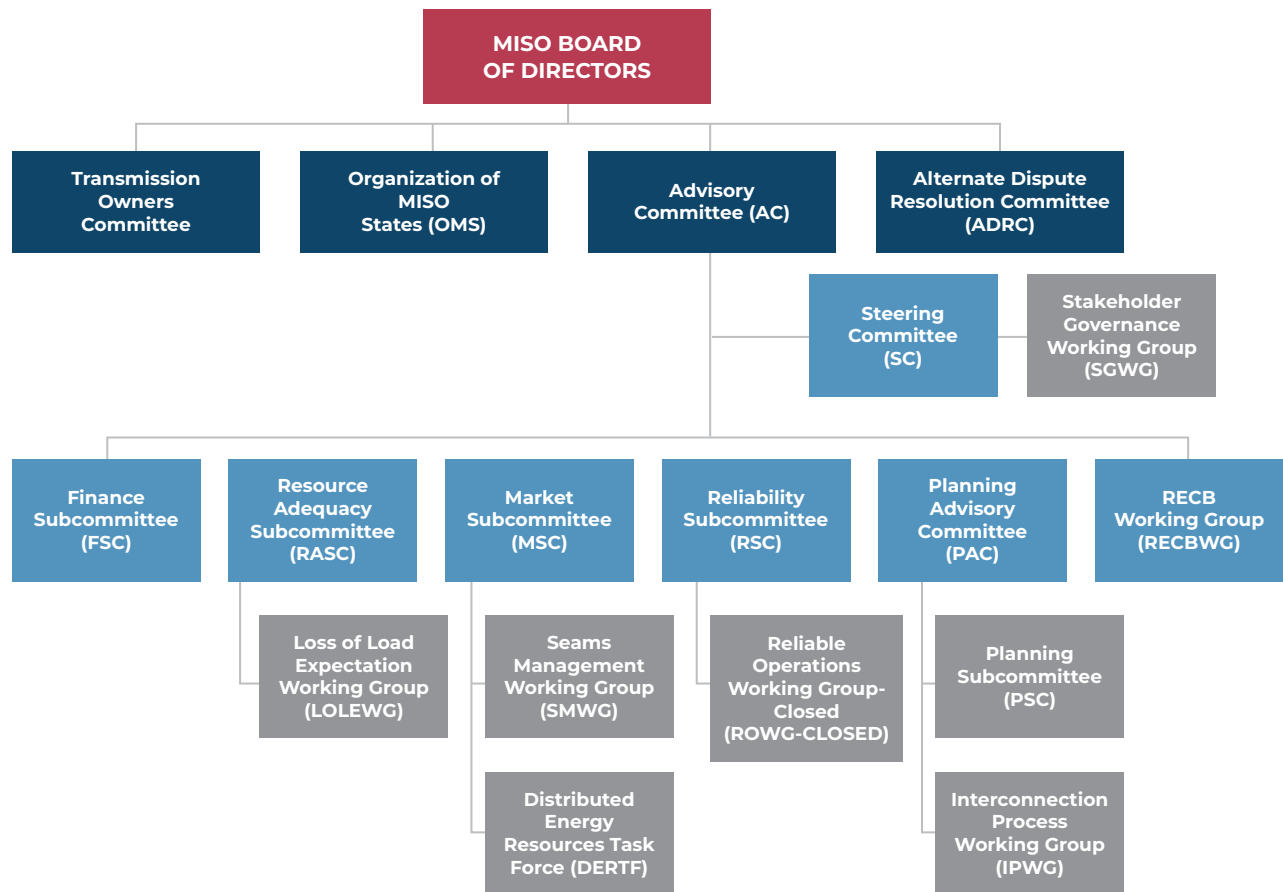 MISO BOARD
OF DIRECTORS
Transmission
Owners
Committee
Organization of
MISO
States (OMS)
Advisory
Committee (AC)
Alternate Dispute
Resolution Committee
(ADRC)
Steering
Committee
(SC)
Stakeholder
Governance
Working Group
(SGWG)
Finance
Subcommittee
(FSC)
Resource
Adequacy
Subcommittee
(RASC)
Market
Subcommittee
(MSC)
Reliability
Subcommittee
(RSC)
Planning
Advisory
Committee
(PAC)
RECB
Working Group
(RECBWG)
Loss of Load
Expectation
Working Group
(LOLEWG)
Seams
Management
Working Group
(SMWG)
Reliable
Operations
Working Group-
Closed
(ROWG-CLOSED)
Planning
Subcommittee
(PSC)
Distributed
Energy
Resources Task
Force (DERTF)
Interconnection
Process
Working Group
(IPWG)